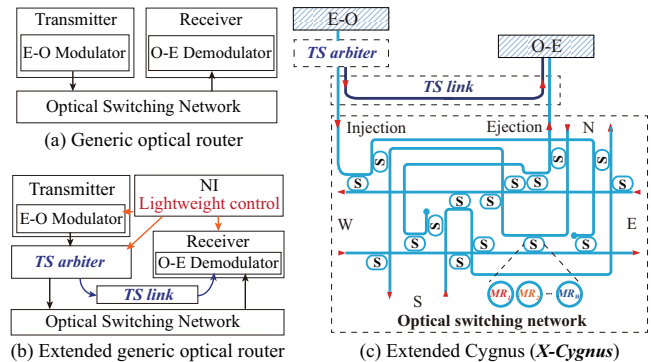 Transmitter
E-O Modulator
Receiver
O-E Demodulator
Optical Switching Network
(a) Generic optical router
Transmitter
E-O Modulator
NI
Lightweight control
Receiver
O-E Demodulator
TS arbiter
TS link
Optical Switching Network
(b) Extended generic optical router
E-O
O-E
TS arbiter
TS link
Injection
Ejection
N
S
S
S
S
S
S
S
S
S
W
E
S
S
S
S
S
S
S
S
MR1 MR2 ... MRW
Optical switching network
(c) Extended Cygnus (X-Cygnus)